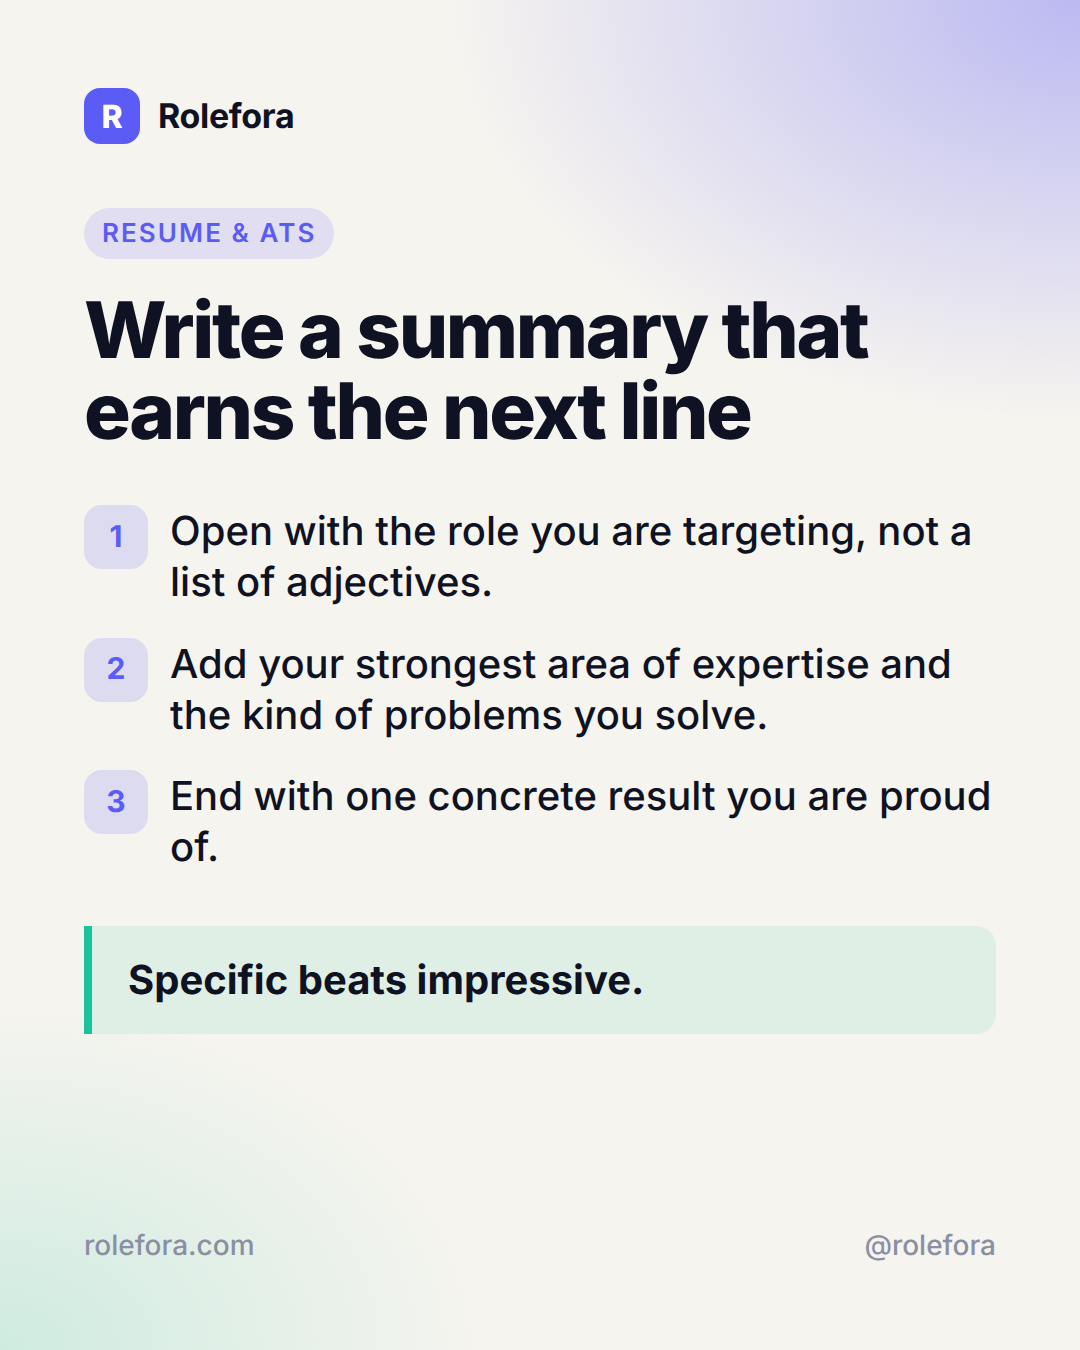 R Rolefora
RESUME & ATS
Write a summary that
earns the next line
1 Open with the role you are targeting, not a
list of adjectives.
2 Add your strongest area of expertise and
the kind of problems you solve.
3 End with one concrete result you are proud
of.
Specific beats impressive.
rolefora.com @rolefora